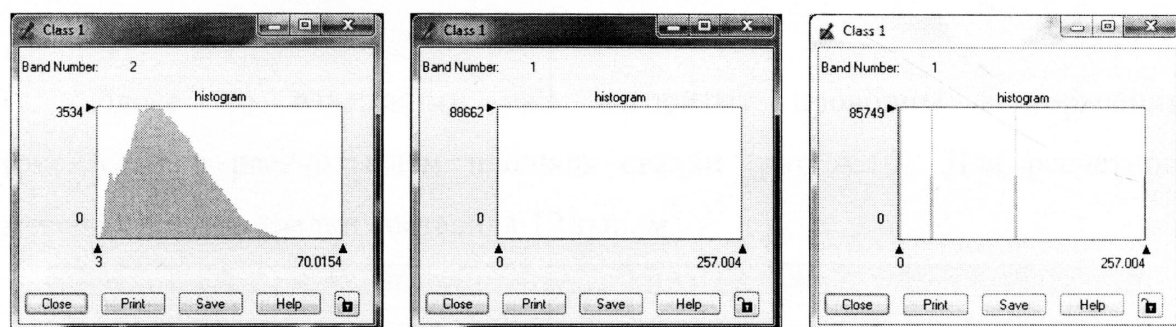 Class 1
Band Number: 2
histogram
3534
0
3
70.0154
Close
Print
Save
Help
Class 1
Band Number: 1
histogram
88662
0
0
257.004
Close
Print
Save
Help
Class 1
Band Number: 1
histogram
85749
0
0
257.004
Close
Print
Save
Help